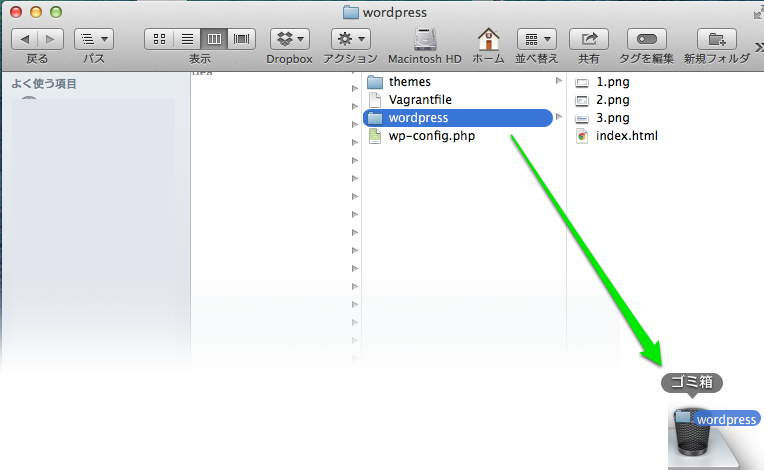 wordpress
戻る
パス
表示
Dropbox
アクション
Macintosh HD
ホーム
並べ替え
共有
タグを編集
新規フォルダ
よく使う項目
themes
Vagrantfile
wordpress
wp-config.php
1.png
2.png
3.png
index.html
ゴミ箱
wordpress